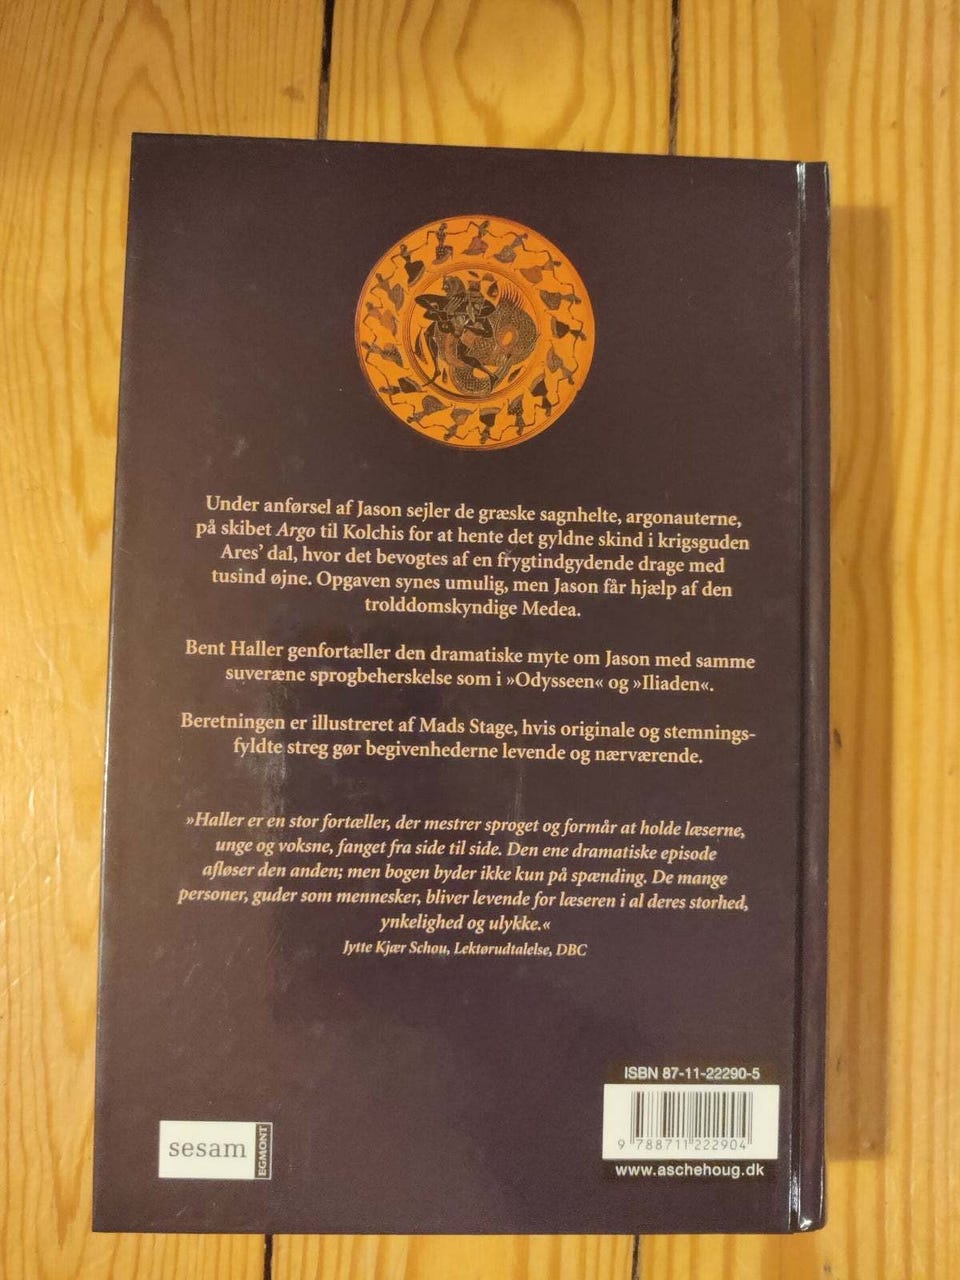 Under anførsel af Jason sejler de græske sagnhelte, argonauterne,
på skibet Argo til Kolchis for at hente det gyldne skind i krigsguden
Ares’ dal, hvor det bevogtes af en frygtindgydende drage med
tusind øjne. Opgaven synes umulig, men Jason får hjælp af den
trolddomskyndige Medea.
Bent Haller genfortæller den dramatiske myte om Jason med samme
suveræne sprogbeherskelse som i »Odysseen« og »Iliaden«.
Beretningen er illustreret af Mads Stage, hvis originale og stemnings-
fyldte streg gør begivenhederne levende og nærværende.
»Haller er en stor fortæller, der mestrer sproget og formår at holde læserne,
unge og voksne, fanget fra side til side. Den ene dramatiske episode
afløser den anden; men bogen byder ikke kun på spænding. De mange
personer, guder som mennesker, bliver levende for læseren i al deres storhed,
ynkelighed og ulykke.«
Jytte Kjær Schou, Lektørudtalelse, DBC
ISBN 87-11-22290-5
9 788711 222904
www.aschehoug.dk
sesam
EGMONT